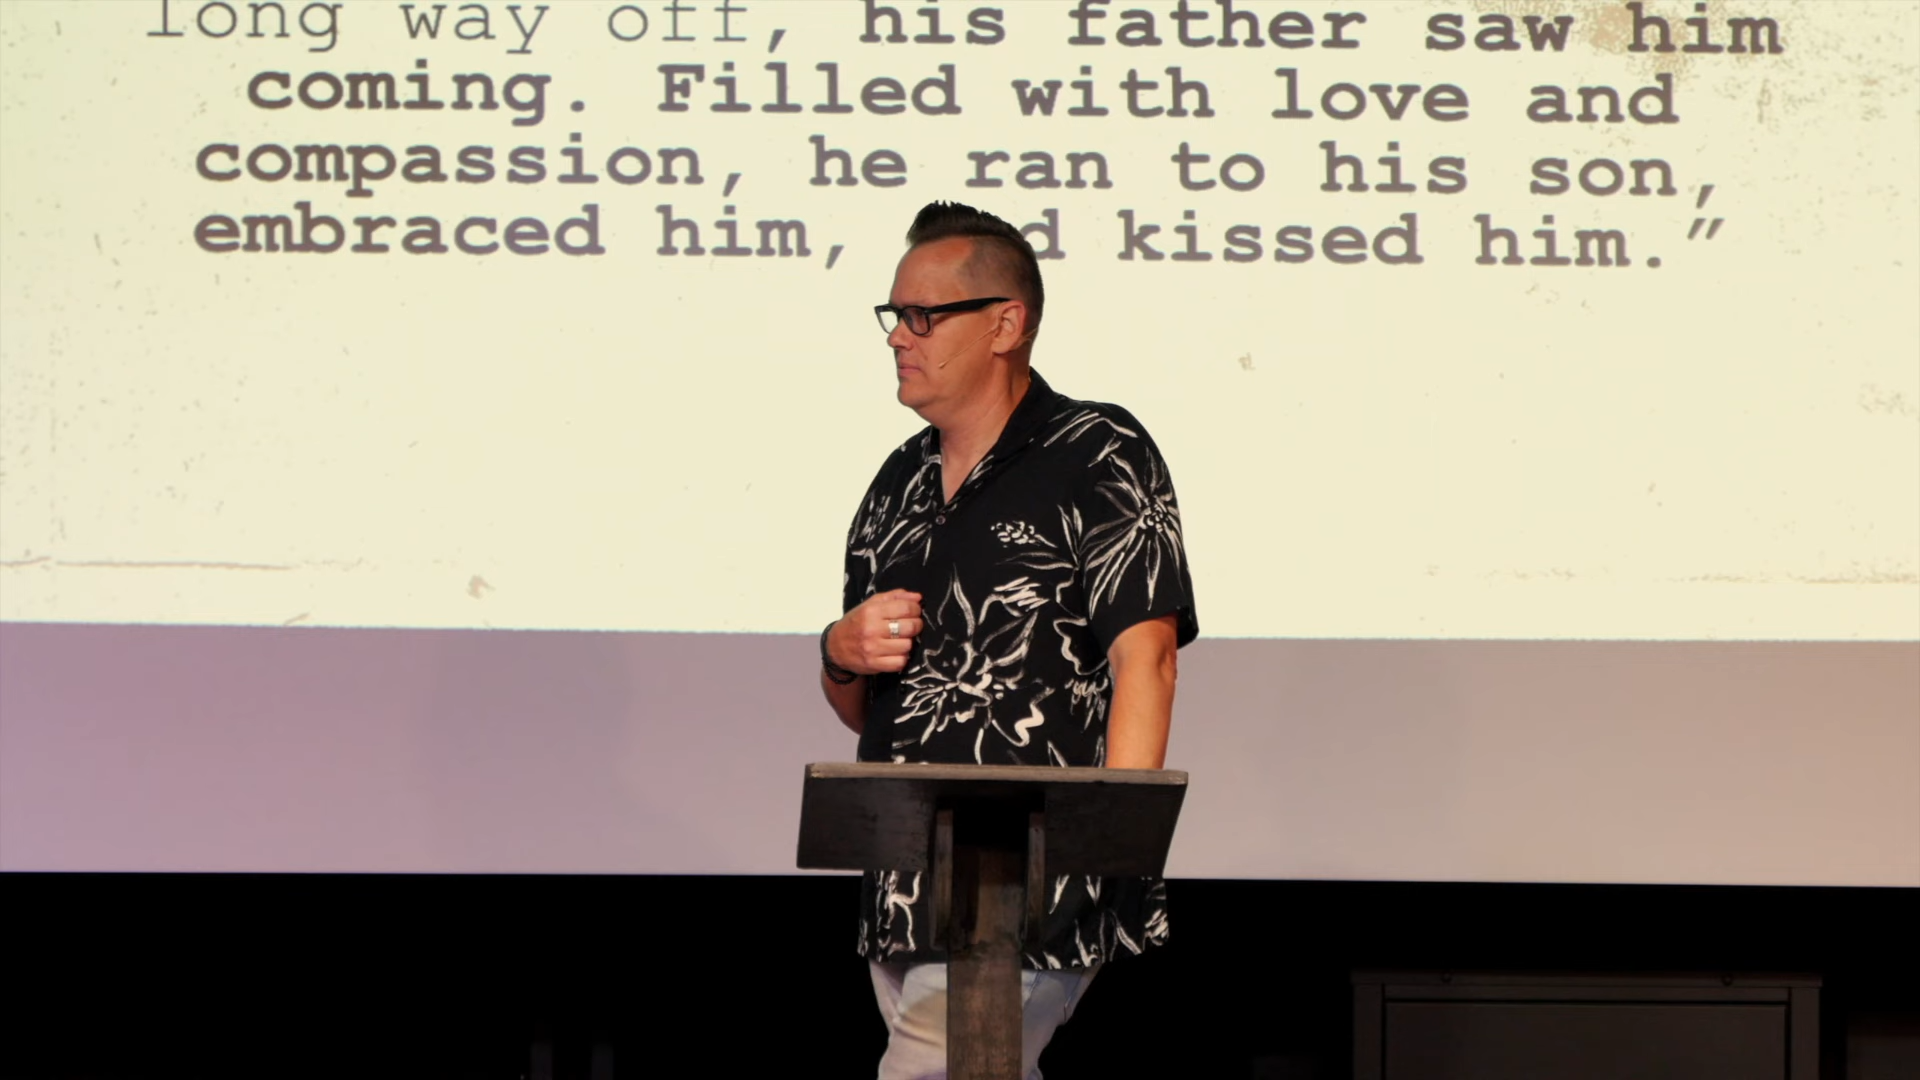 long way off, his father saw him
coming. Filled with love and
compassion, he ran to his son,
embraced him, d kissed him.”